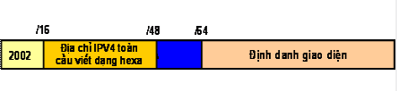 /16 /48 /64
2002
Địa chỉ IPV4 toàn
cầu viết dạng hexa
Định danh giao diện